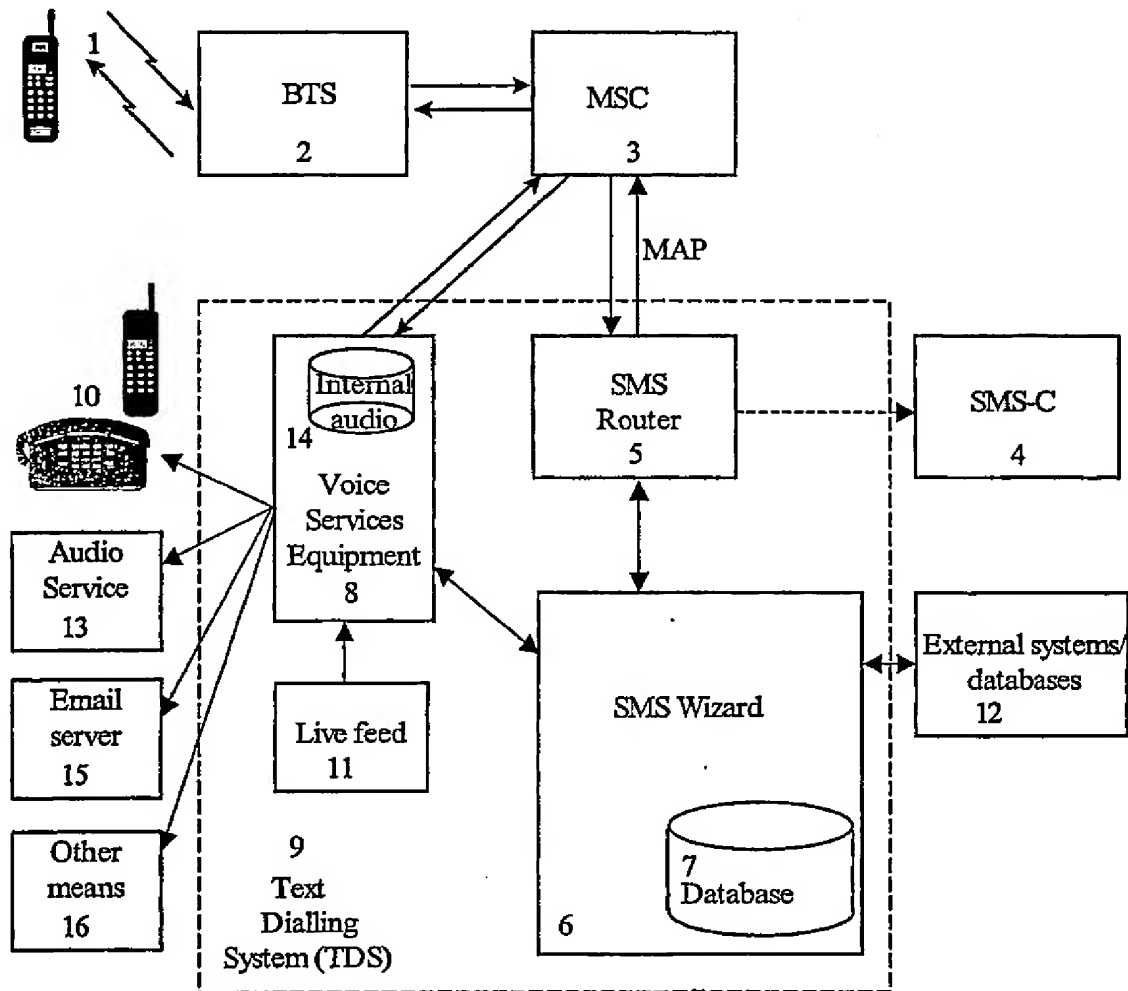 1
BTS
2
MSC
3
MAP
10
Internal
audio
14
Voice
Services
Equipment
8
SMS
Router
5
SMS-C
4
Audio
Service
13
Email
server
15
Other
means
16
Live feed
11
SMS Wizard
7
Database
6
External systems/
databases
12
9
Text
Dialling
System (TDS)